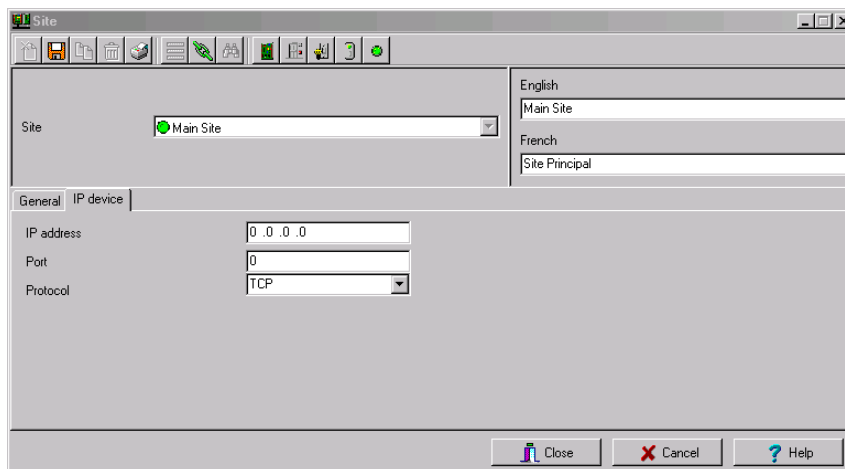 Site
English
Main Site
Site
Main Site
French
Site Principal
General
IP device
IP address
0 .0 .0 .0
Port
0
Protocol
TCP
Close
Cancel
? Help